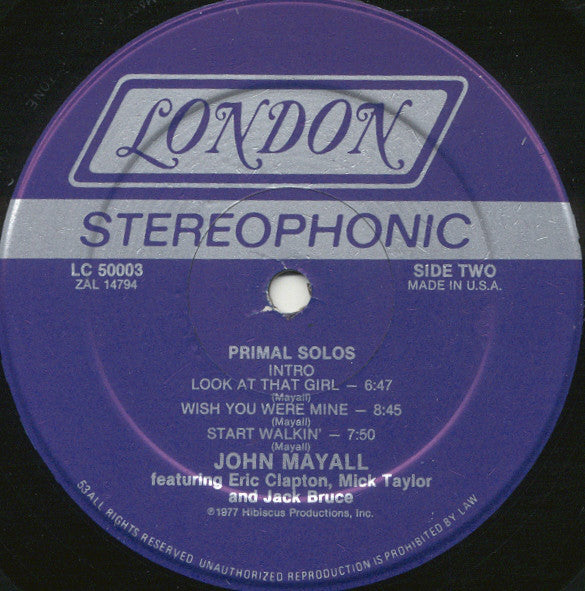 LONDON
STEREOPHONIC
LC 50003
ZAL 14794
SIDE TWO
MADE IN U.S.A.
PRIMAL SOLOS
INTRO
LOOK AT THAT GIRL — 6:47
(Mayall)
WISH YOU WERE MINE — 8:45
(Mayall)
START WALKIN' — 7:50
(Mayall)
JOHN MAYALL
featuring Eric Clapton, Mick Taylor
and Jack Bruce
℗1977 Hibiscus Productions, Inc.
53 ALL RIGHTS RESERVED. UNAUTHORIZED REPRODUCTION IS PROHIBITED BY LAW